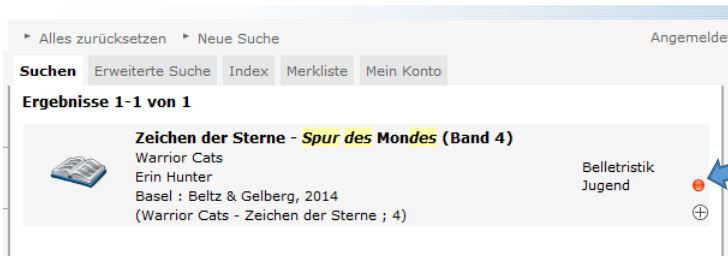 Alles zurücksetzen Neue Suche Angemeldet
Suchen Erweiterte Suche Index Merkliste Mein Konto
Ergebnisse 1-1 von 1
Zeichen der Sterne - Spur des Mondes (Band 4)
Warrior Cats
Erin Hunter
Basel : Beltz & Gelberg, 2014
(Warrior Cats - Zeichen der Sterne ; 4)
Belletristik
Jugend